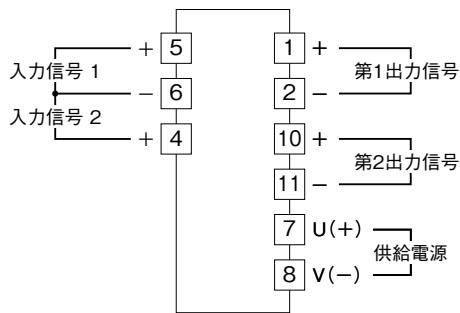 入力信号 1
入力信号 2
+ 5
− 6
+ 4
1 +
2 −
10 +
11 −
7 U(+)
8 V(−)
第1出力信号
第2出力信号
供給電源